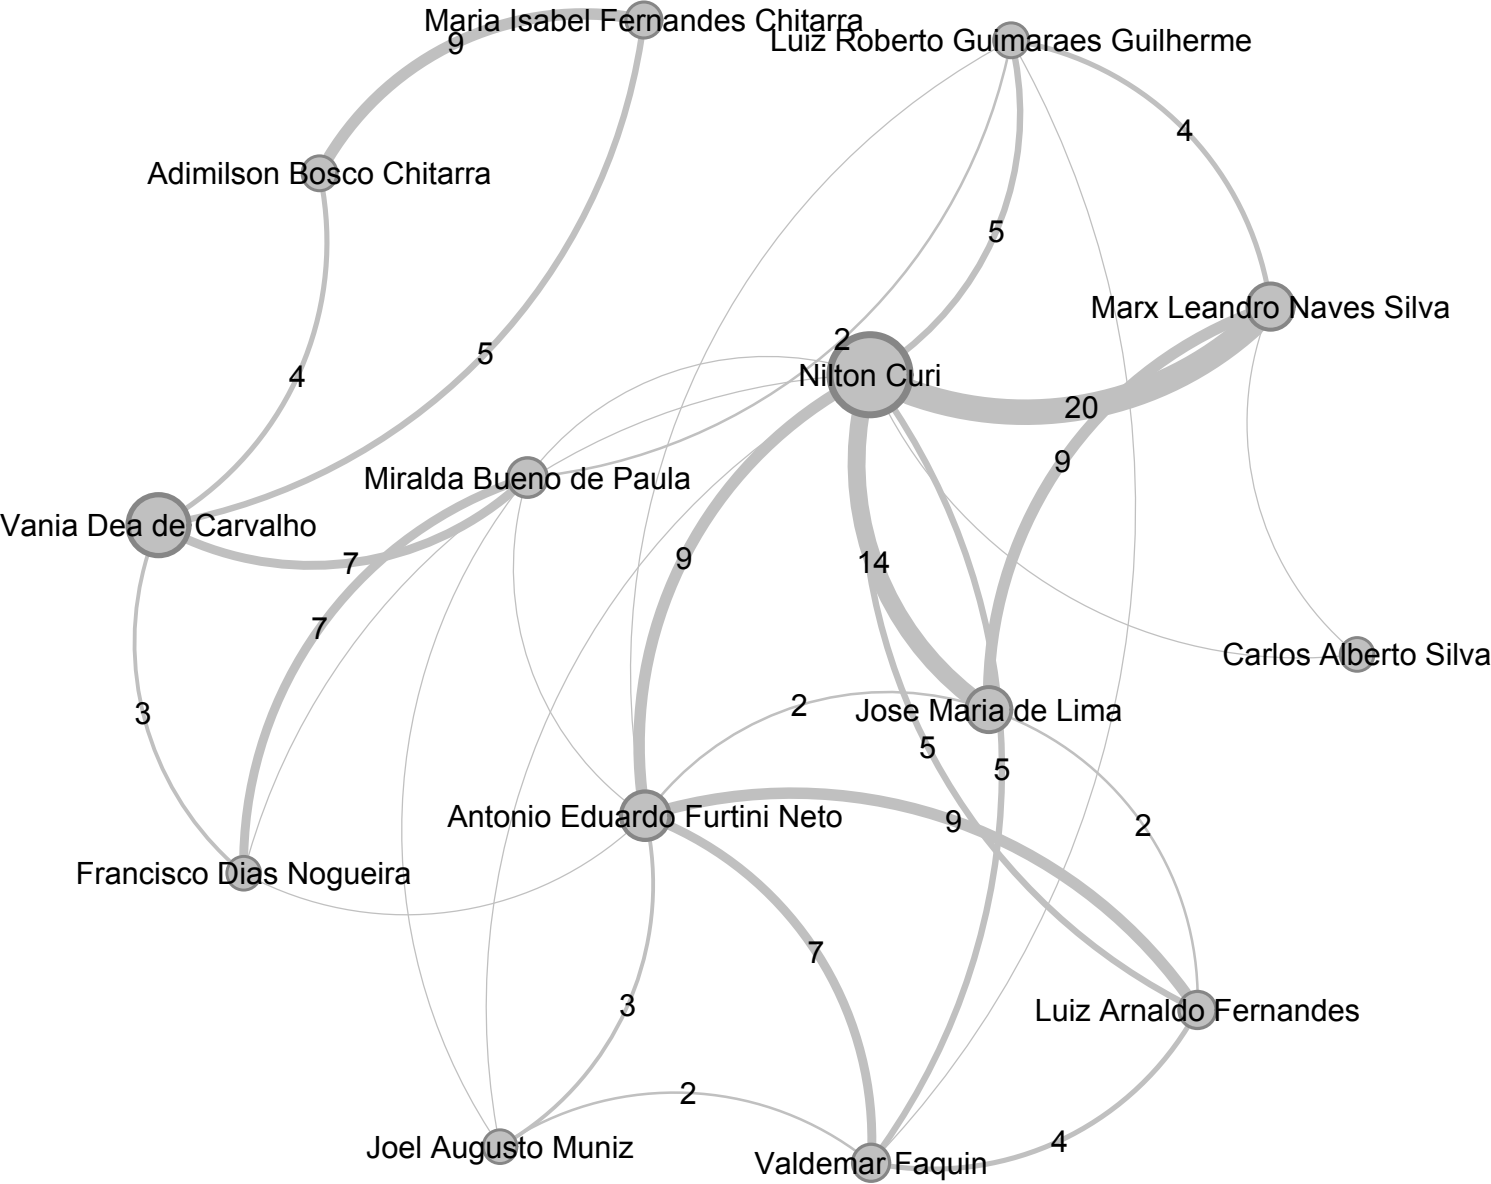 Maria Isabel Fernandes Chitarra
9
Luiz Roberto Guimaraes Guilherme
4
Adimilson Bosco Chitarra
5
Marx Leandro Naves Silva
2
5
4
Nilton Curi
20
9
Miralda Bueno de Paula
Vania Dea de Carvalho
7
9
14
7
Carlos Alberto Silva
3
2
Jose Maria de Lima
5
5
Antonio Eduardo Furtini Neto
9
2
Francisco Dias Nogueira
7
3
Luiz Arnaldo Fernandes
2
4
Joel Augusto Muniz
Valdemar Faquin